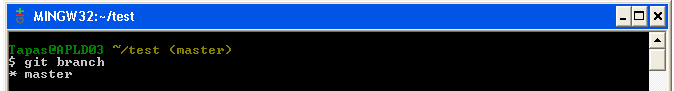 MINGW32:~/test
Tapas@APLD03 ~/test (master)
$ git branch
* master